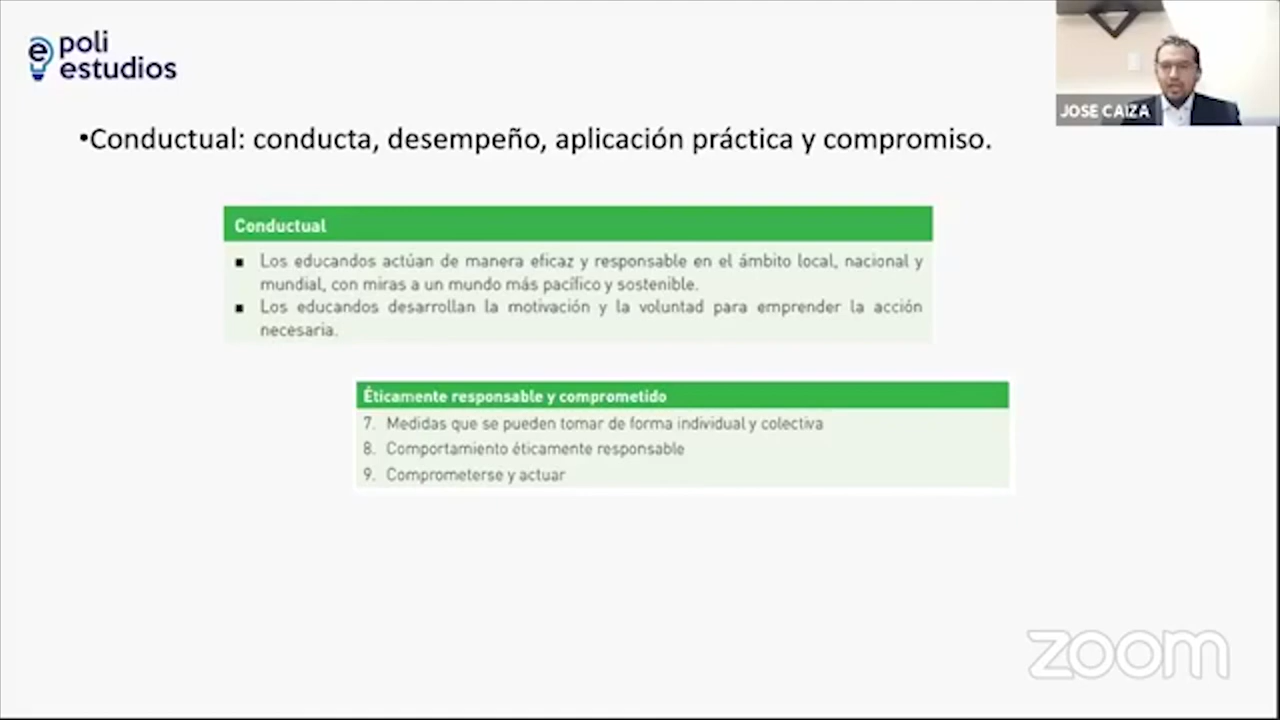 poli
estudios
JOSE CAIZA
•Conductual: conducta, desempeño, aplicación práctica y compromiso.
Conductual
▪ Los educandos actúan de manera eficaz y responsable en el ámbito local, nacional y
mundial, con miras a un mundo más pacífico y sostenible.
▪ Los educandos desarrollan la motivación y la voluntad para emprender la acción
necesaria.
Éticamente responsable y comprometido
7. Medidas que se pueden tomar de forma individual y colectiva
8. Comportamiento éticamente responsable
9. Comprometerse y actuar
zoom